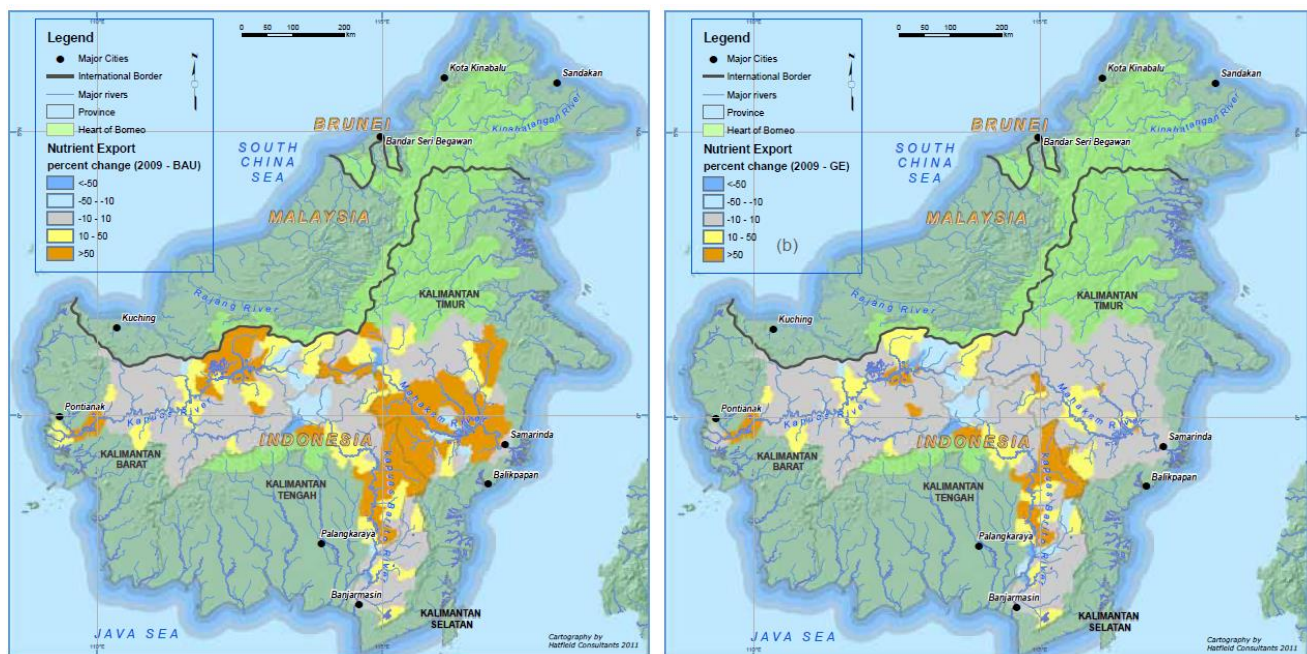 110°E
115°E
Legend
Major Cities
International Border
Major rivers
Province
Heart of Borneo
Nutrient Export
percent change (2009 - BAU)
<-50
-50 - -10
-10 - 10
10 - 50
>50
N
0 50 100 200
km
Kota Kinabalu
Sandakan
Kinabatangan River
BRUNEI
Bandar Seri Begawan
SOUTH
CHINA
SEA
MALAYSIA
Rajang River
KALIMANTAN
TIMUR
Kuching
Mahakam River
Pontianak
Kapuas River
INDONESIA
Samarinda
KALIMANTAN
BARAT
Balikpapan
KALIMANTAN
TENGAH
Kapuas Barito River
Palangkaraya
Banjarmasin
KALIMANTAN
SELATAN
JAVA SEA
Cartography by
Hatfield Consultants 2011
115°E
Legend
Major Cities
International Border
Major rivers
Province
Heart of Borneo
Nutrient Export
percent change (2009 - GE)
<-50
-50 - -10
-10 - 10
10 - 50
>50
(b)
N
0 50 100 200
km
Kota Kinabalu
Sandakan
Kinabatangan River
BRUNEI
Bandar Seri Begawan
SOUTH
CHINA
SEA
MALAYSIA
Rajang River
KALIMANTAN
TIMUR
Kuching
Mahakam River
Pontianak
Kapuas River
INDONESIA
Samarinda
KALIMANTAN
BARAT
Balikpapan
KALIMANTAN
TENGAH
Kapuas Barito River
Palangkaraya
Banjarmasin
KALIMANTAN
SELATAN
JAVA SEA
Cartography by
Hatfield Consultants 2011